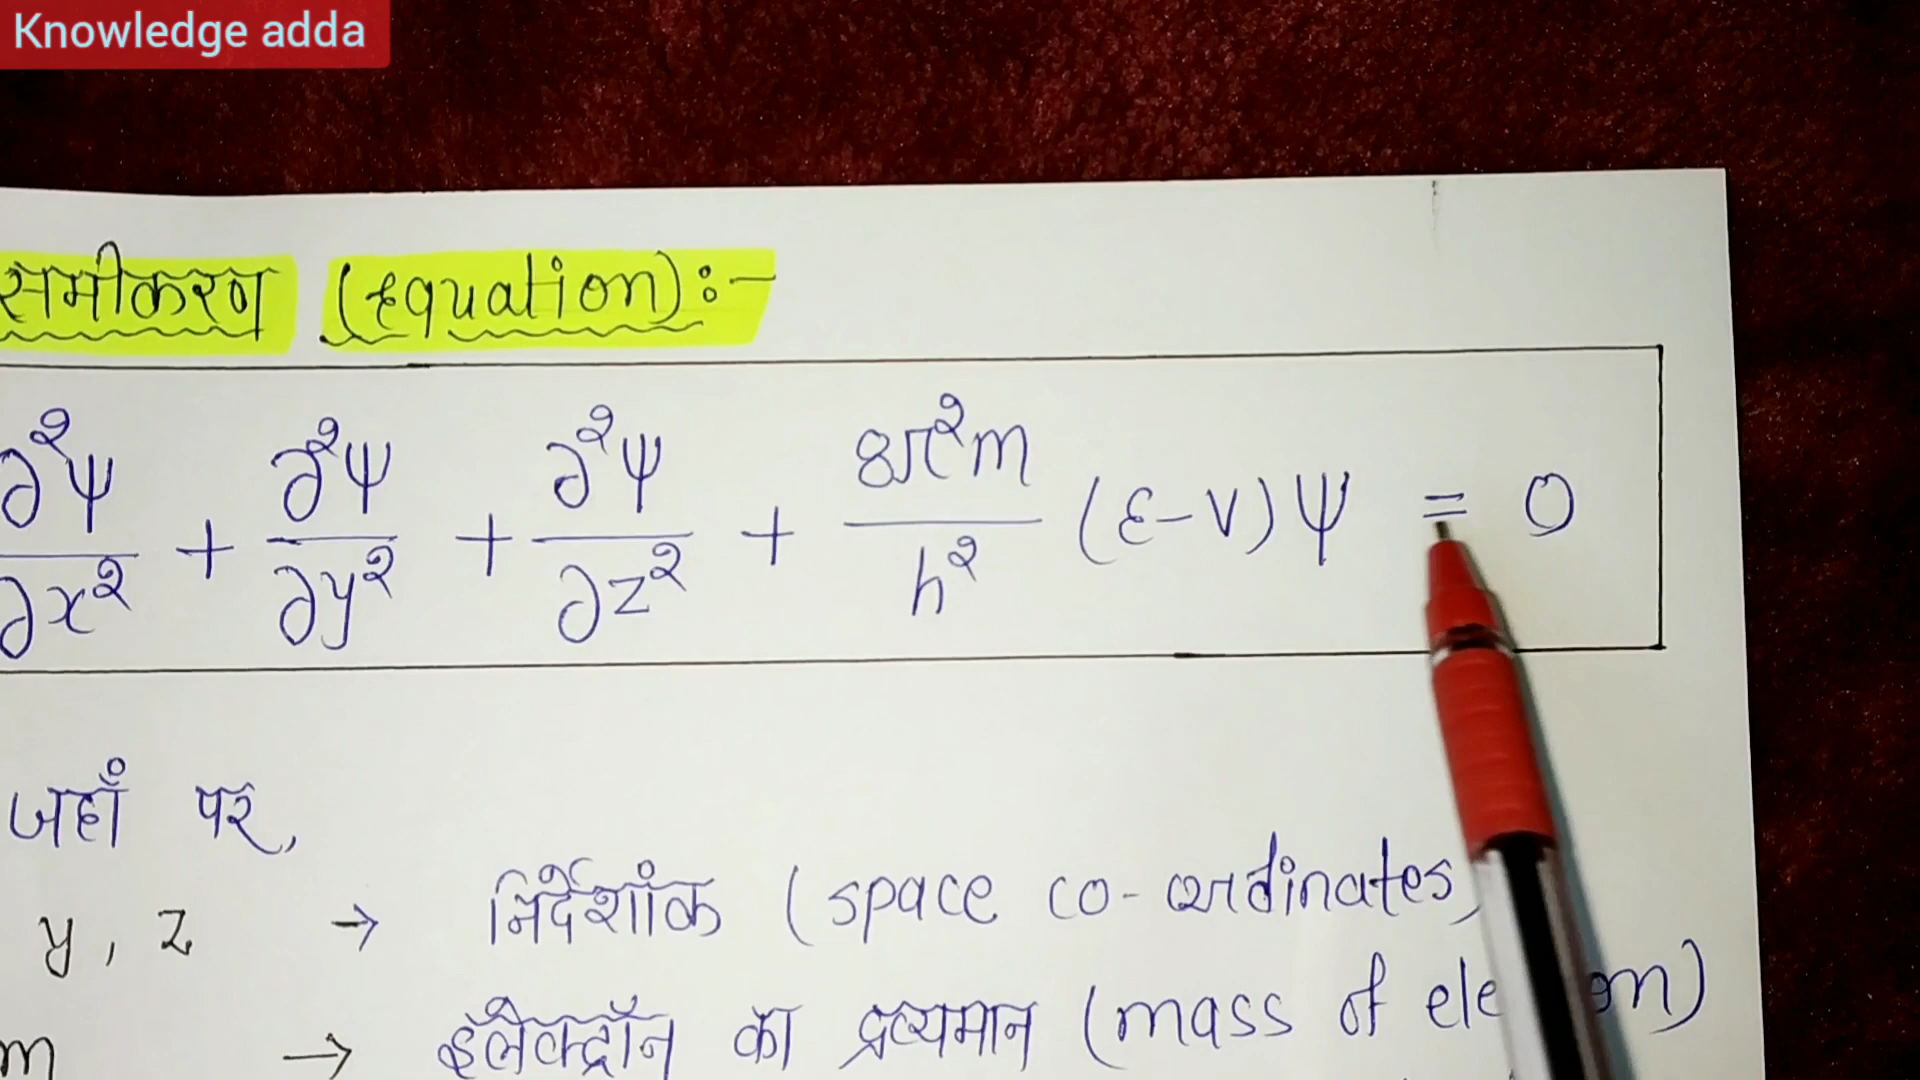 Knowledge adda
समीकरण (Equation):-
∂²ψ/∂x² + ∂²ψ/∂y² + ∂²ψ/∂z² + 8π²m/h² (E-V)ψ = 0
जहाँ पर,
y, z → निर्देशांक (space co-ordinates)
m → इलेक्ट्रॉन का द्रव्यमान (mass of